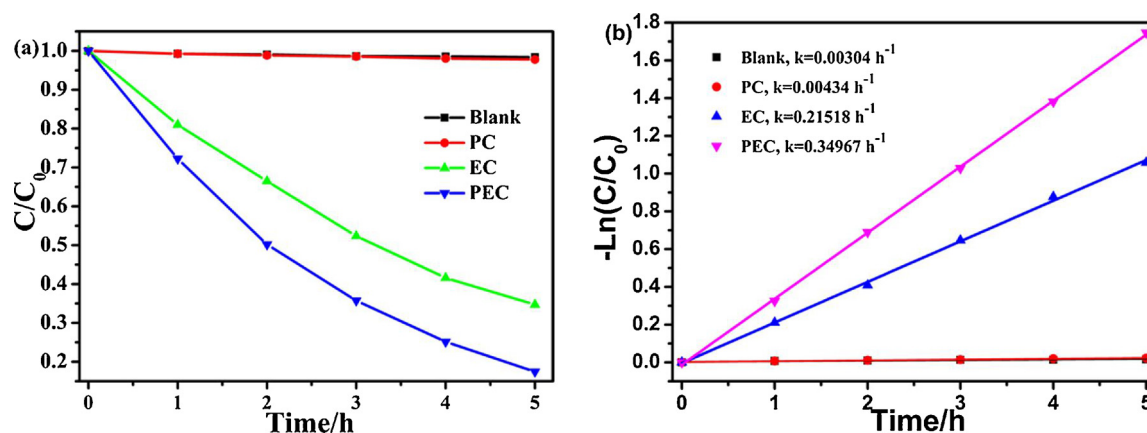 (a)
1.0
0.9
0.8
0.7
0.6
0.5
0.4
0.3
0.2
C/C0
Blank
PC
EC
PEC
0 1 2 3 4 5
Time/h
(b)
1.8
1.6
1.4
1.2
1.0
0.8
0.6
0.4
0.2
0.0
-Ln(C/C0)
Blank, k=0.00304 h-1
PC, k=0.00434 h-1
EC, k=0.21518 h-1
PEC, k=0.34967 h-1
0 1 2 3 4 5
Time/h